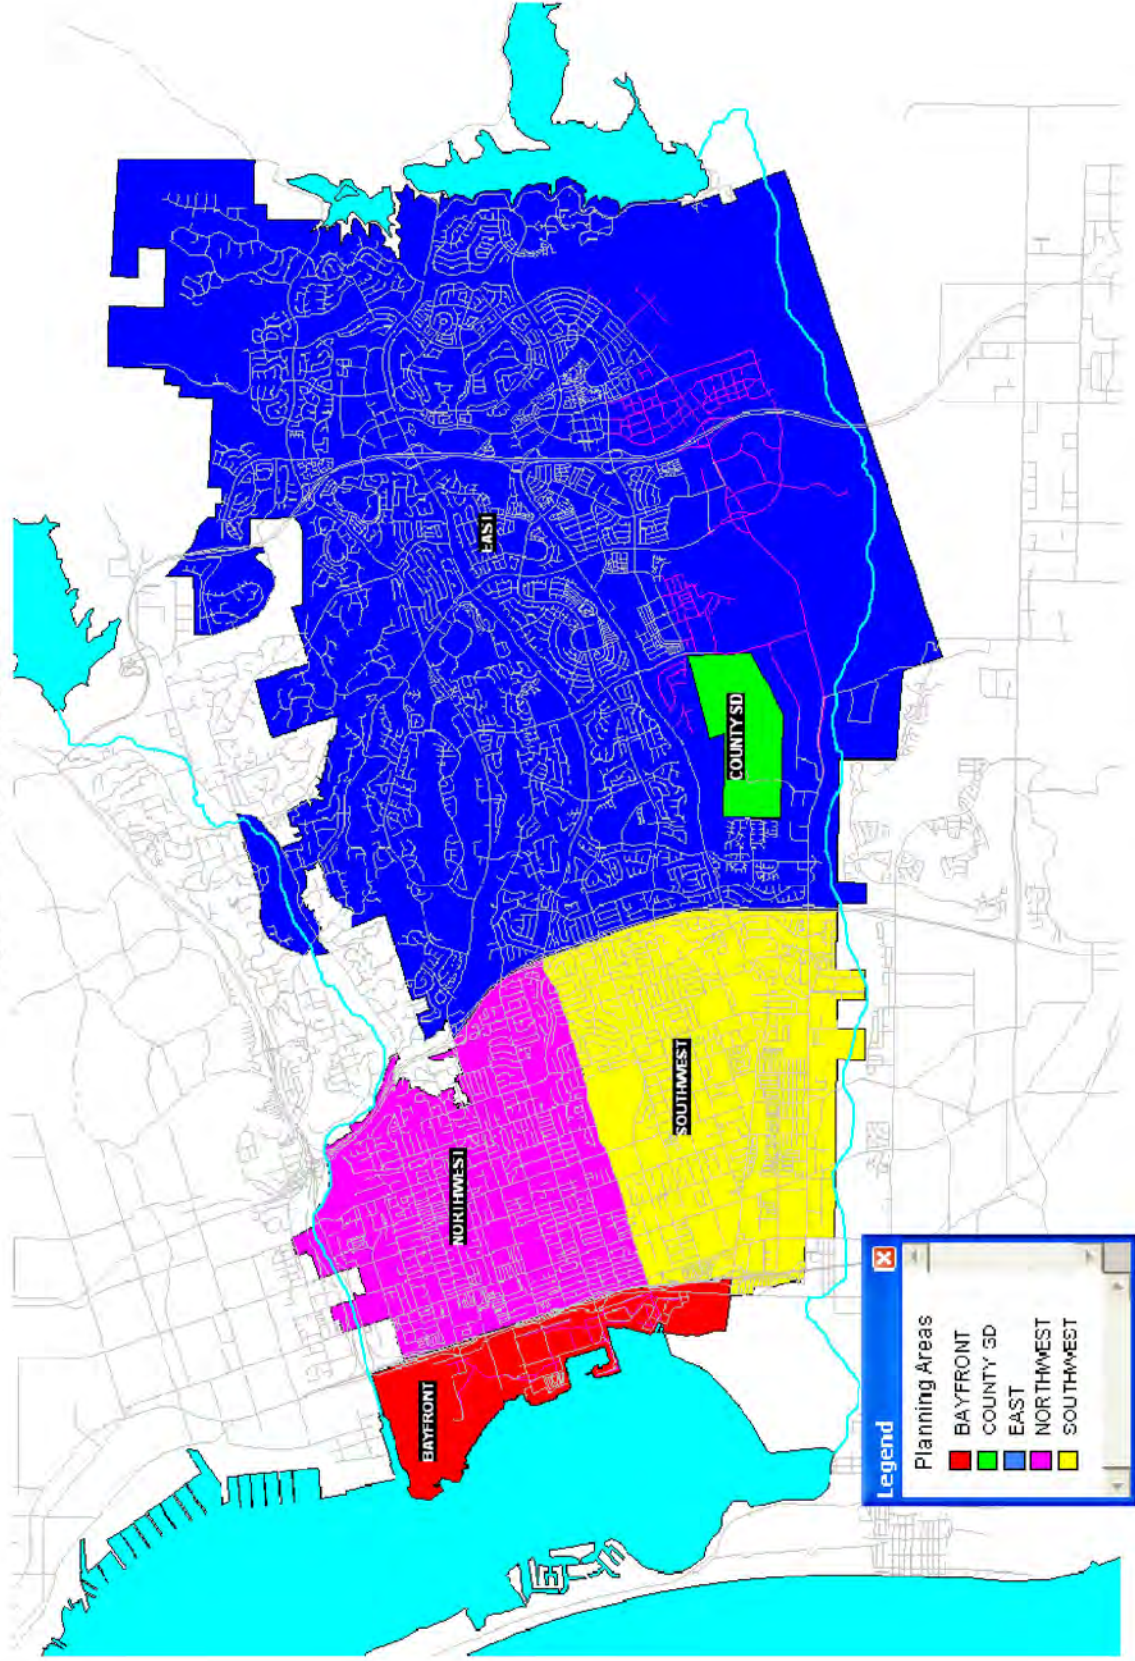 EAST
COUNTY SD
SOUTHWEST
NORTHWEST
BAYFRONT
Legend
Planning Areas
BAYFRONT
COUNTY SD
EAST
NORTHWEST
SOUTHWEST